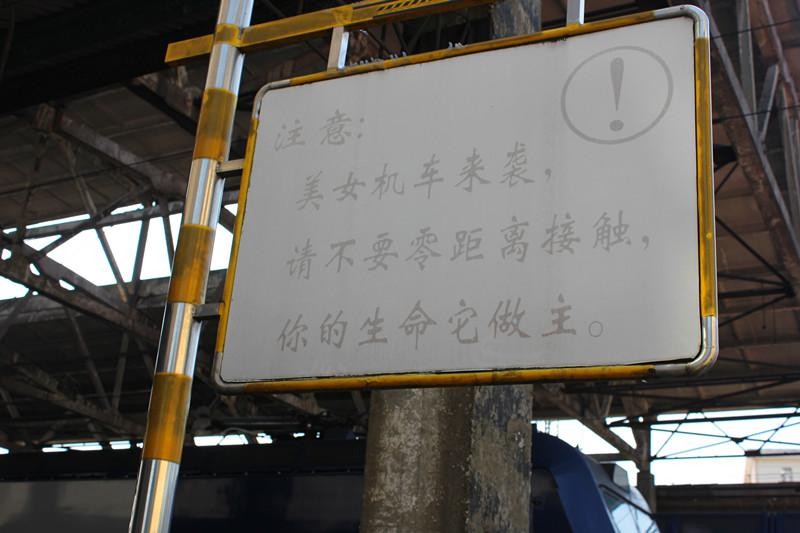 注意:
美女机车来袭,
请不要零距离接触,
你的生命它做主。